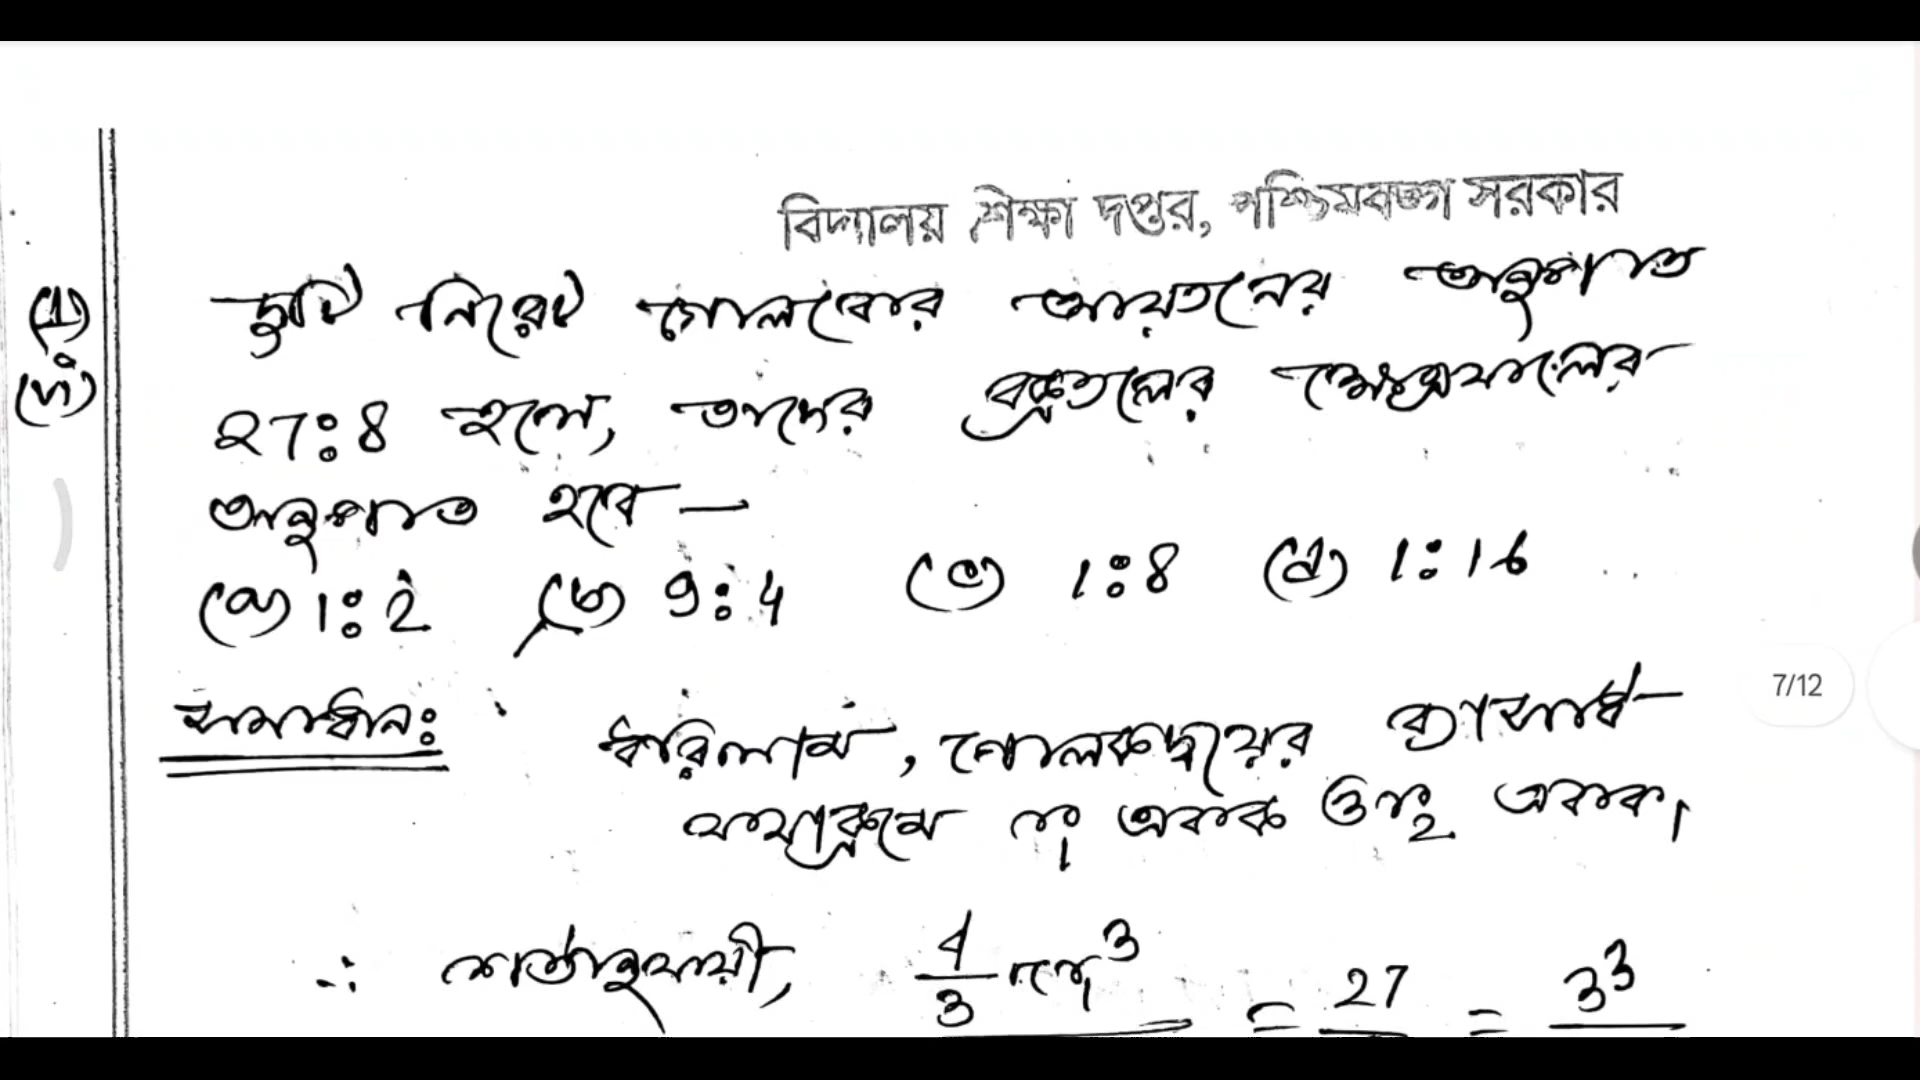 বিদ্যালয় শিক্ষা দপ্তর, পশ্চিমবঙ্গ সরকার
(1) দুটি নিরেট গোলকের আয়তনের অনুপাত
27:8 হলে, তাদের বক্রতলের ক্ষেত্রফলের
অনুপাত হবে —
(a) 1:2 (b) 9:4 (c) 1:8 (d) 1:16
7/12
সমাধান: ধরিলাম, গোলকদ্বয়ের ব্যাসার্ধ
যথাক্রমে r₁ একক ও r₂ একক।
∴ শর্তানুযায়ী, 4/3 πr₁³ = 27 = 3³